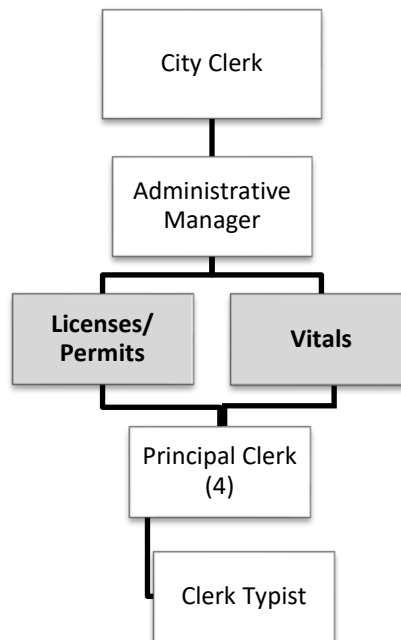 City Clerk
Administrative
Manager
Licenses/
Permits
Vitals
Principal Clerk
(4)
Clerk Typist